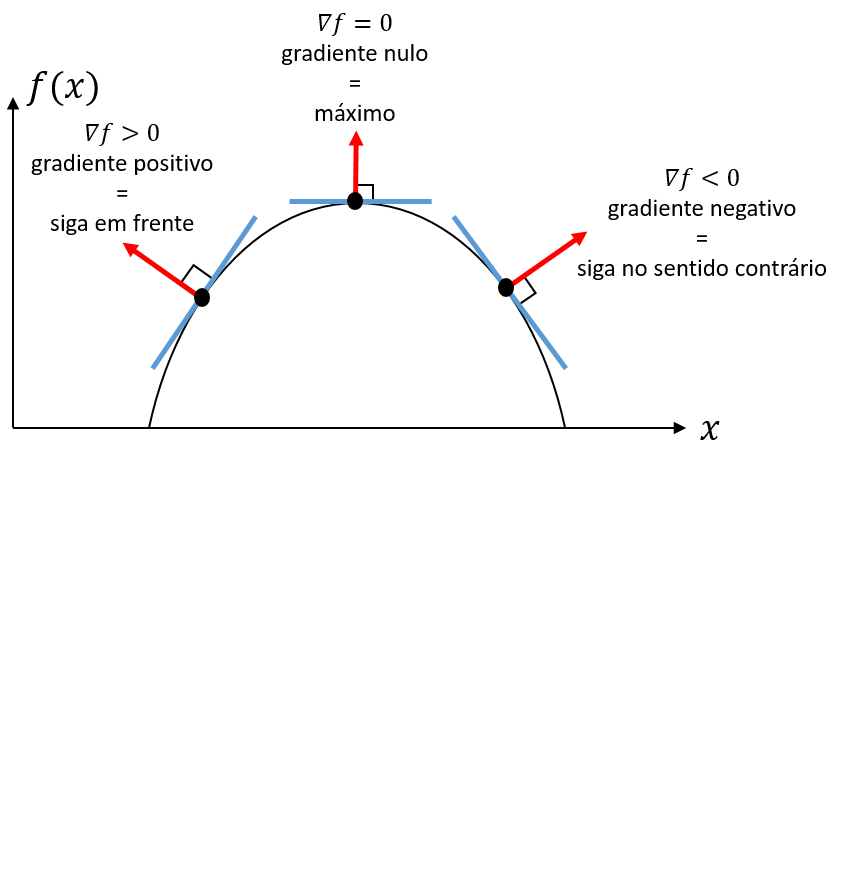 ∇f = 0
gradiente nulo
=
máximo
f(x)
∇f > 0
gradiente positivo
=
siga em frente
∇f < 0
gradiente negativo
=
siga no sentido contrário
x